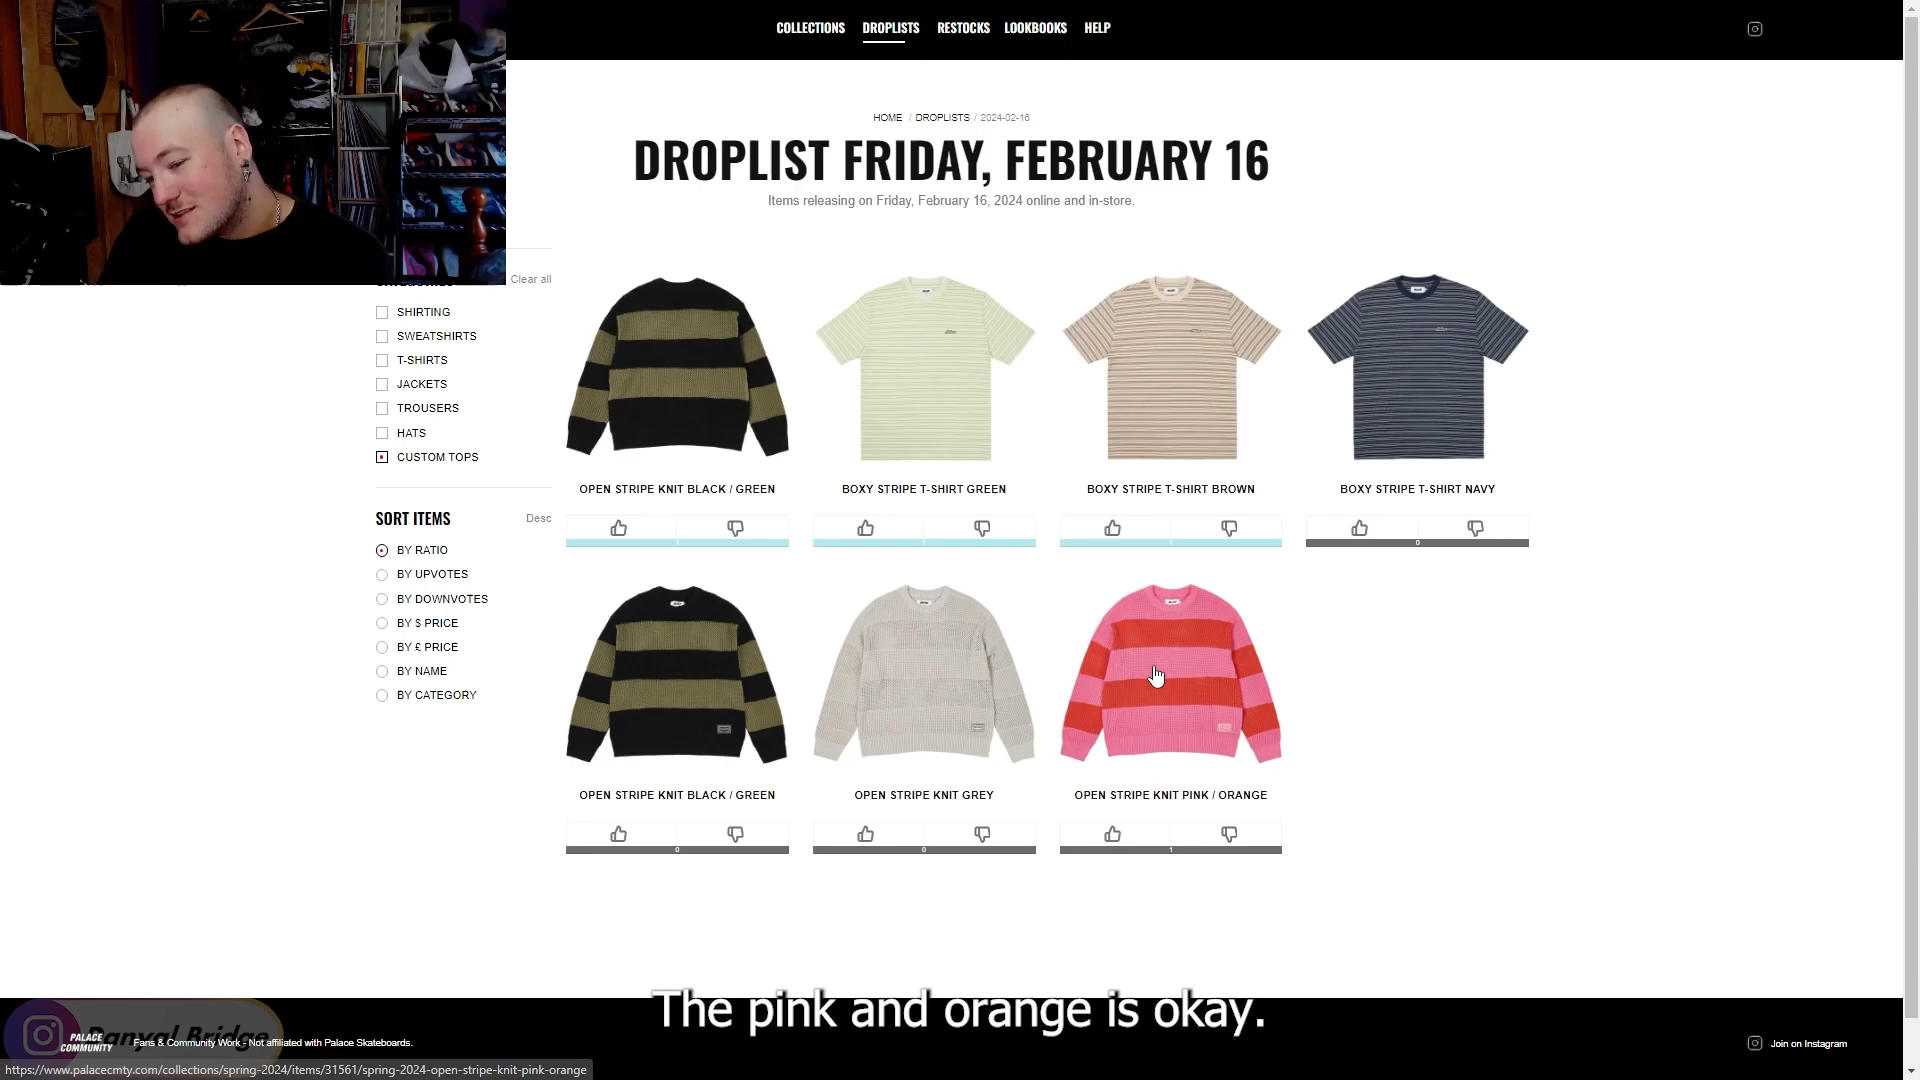 COLLECTIONS DROPLISTS RESTOCKS LOOKBOOKS HELP
HOME / DROPLISTS / 2024-02-16
DROPLIST FRIDAY, FEBRUARY 16
Items releasing on Friday, February 16, 2024 online and in-store.
Clear all
SHIRTING
SWEATSHIRTS
T-SHIRTS
JACKETS
TROUSERS
HATS
CUSTOM TOPS
SORT ITEMS Desc
BY RATIO
BY UPVOTES
BY DOWNVOTES
BY $ PRICE
BY £ PRICE
BY NAME
BY CATEGORY
OPEN STRIPE KNIT BLACK / GREEN
BOXY STRIPE T-SHIRT GREEN
BOXY STRIPE T-SHIRT BROWN
BOXY STRIPE T-SHIRT NAVY
0
OPEN STRIPE KNIT BLACK / GREEN
OPEN STRIPE KNIT GREY
OPEN STRIPE KNIT PINK / ORANGE
0
0
1
The pink and orange is okay.
Danyal Bridge
PALACE
COMMUNITY
Fans & Community Work - Not affiliated with Palace Skateboards.
Join on Instagram
https://www.palacecmty.com/collections/spring-2024/items/31561/spring-2024-open-stripe-knit-pink-orange